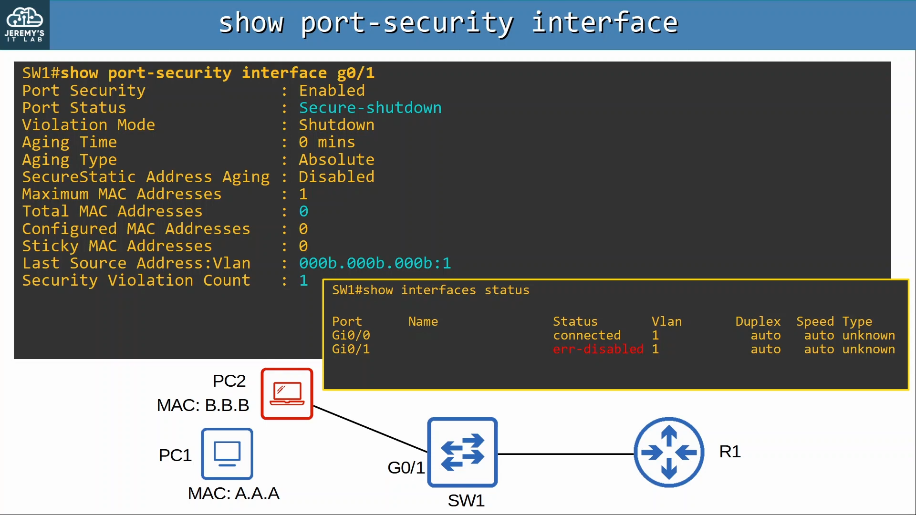 JEREMY'S
IT LAB
show port-security interface
SW1#show port-security interface g0/1
Port Security : Enabled
Port Status : Secure-shutdown
Violation Mode : Shutdown
Aging Time : 0 mins
Aging Type : Absolute
SecureStatic Address Aging : Disabled
Maximum MAC Addresses : 1
Total MAC Addresses : 0
Configured MAC Addresses : 0
Sticky MAC Addresses : 0
Last Source Address:Vlan : 000b.000b.000b:1
Security Violation Count : 1
SW1#show interfaces status
Port Name Status Vlan Duplex Speed Type
Gi0/0 connected 1 auto auto unknown
Gi0/1 err-disabled 1 auto auto unknown
PC2
MAC: B.B.B
PC1
MAC: A.A.A
G0/1
SW1
R1